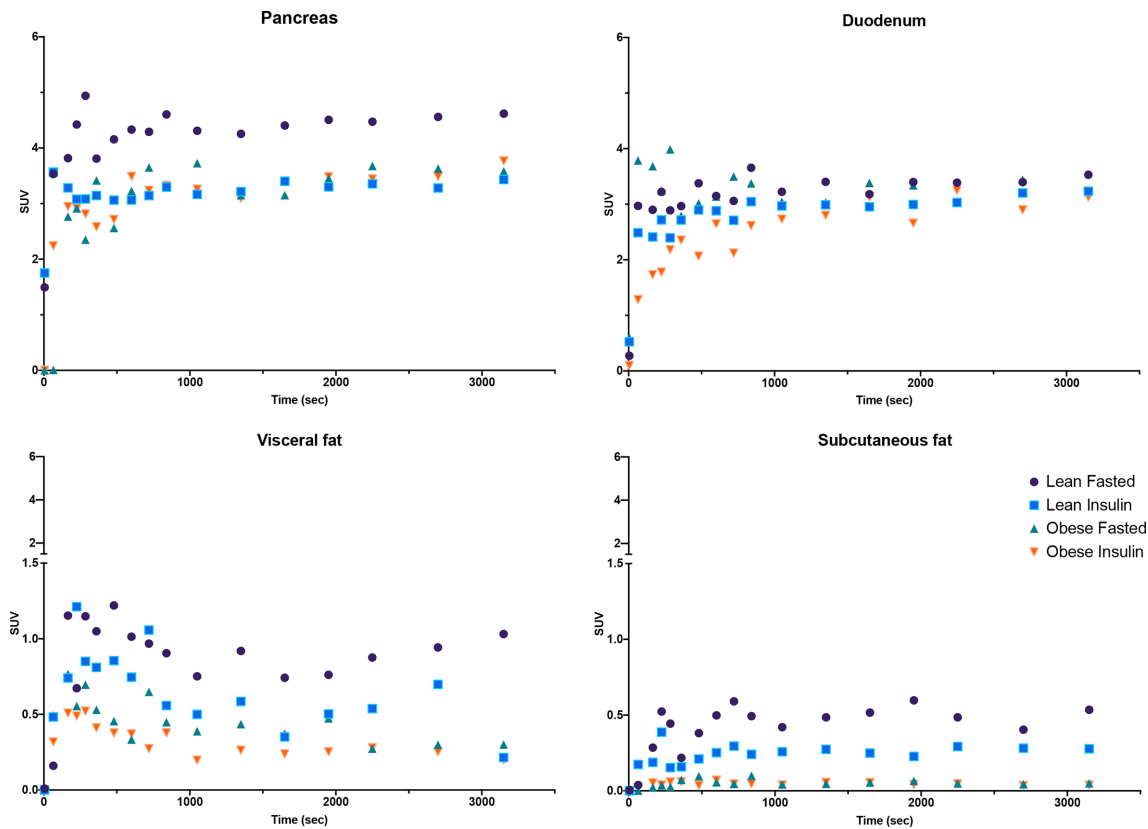 Pancreas
6
4
2
0
SUV
0
1000
2000
3000
Time (sec)
Duodenum
6
4
2
0
SUV
0
1000
2000
3000
Time (sec)
Visceral fat
6
4
2
1.5
1.0
0.5
0.0
SUV
0
1000
2000
3000
Time (sec)
Subcutaneous fat
6
4
2
1.5
1.0
0.5
0.0
SUV
0
1000
2000
3000
Time (sec)
Lean Fasted
Lean Insulin
Obese Fasted
Obese Insulin